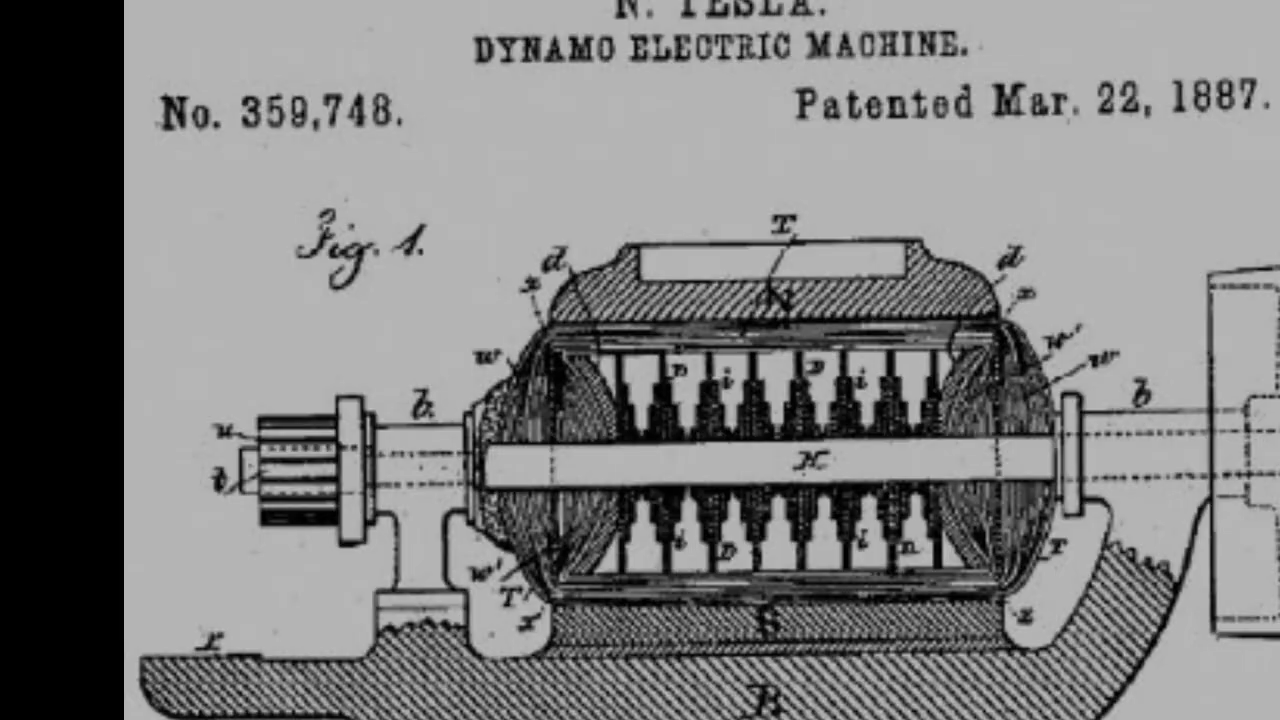 N. TESLA.
DYNAMO ELECTRIC MACHINE.
No. 359,748.
Patented Mar. 22, 1887.
Fig. 1.
T
d
d
x
N
x
w
w'
n
i
n
i
w
b
b
u
t
K
i
n
i
n
w'
T'
T
x
S
x
r
B